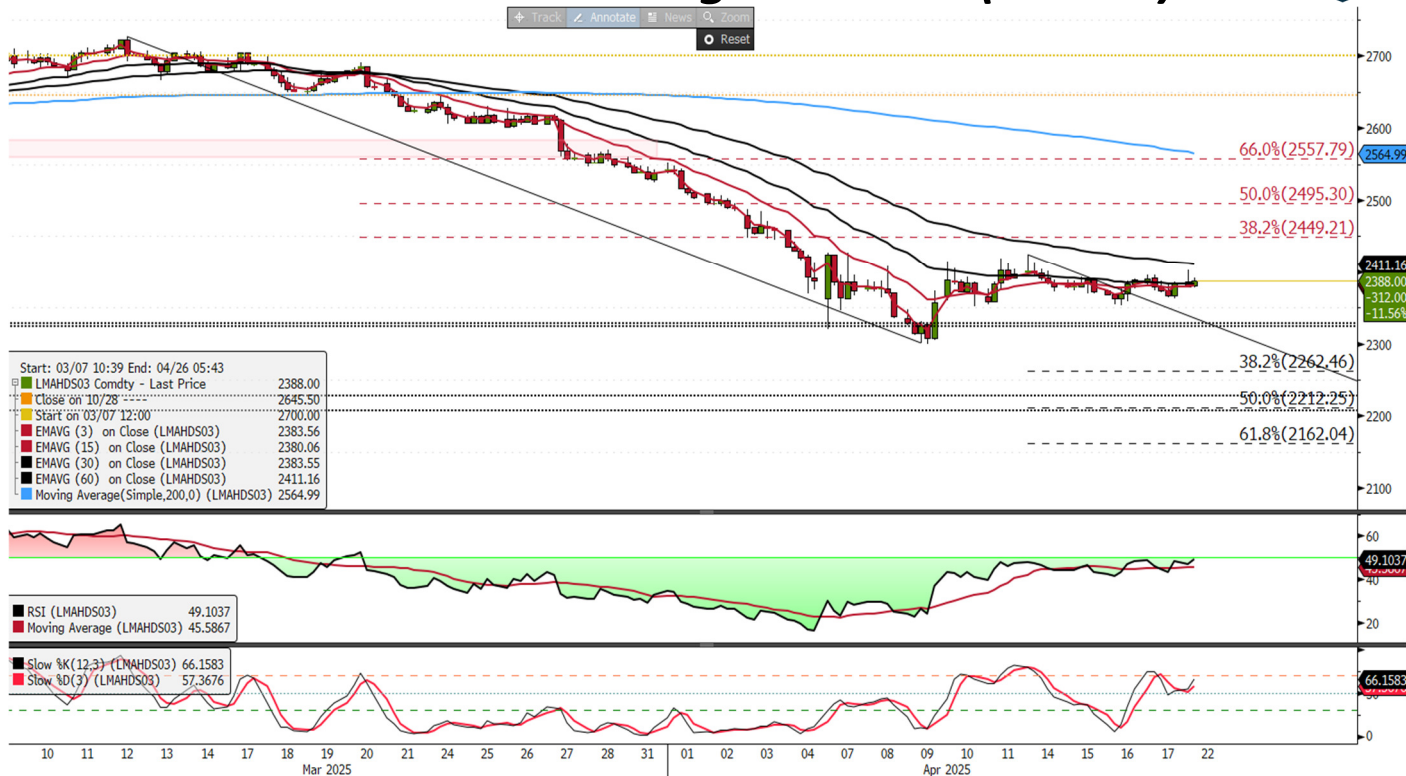 Track Annotate News Zoom
Reset
2700
2600
66.0%(2557.79)
2564.99
50.0%(2495.30)
2500
38.2%(2449.21)
2411.16
2388.00
-312.00
-11.56%
2300
38.2%(2262.46)
50.0%(2212.25)
2200
61.8%(2162.04)
2100
Start: 03/07 10:39 End: 04/26 05:43
LMAHDS03 Comdty - Last Price 2388.00
Close on 10/28 ---- 2645.50
Start on 03/07 12:00 2700.00
EMAVG (3) on Close (LMAHDS03) 2383.56
EMAVG (15) on Close (LMAHDS03) 2380.06
EMAVG (30) on Close (LMAHDS03) 2383.55
EMAVG (60) on Close (LMAHDS03) 2411.16
Moving Average(Simple,200,0) (LMAHDS03) 2564.99
60
49.1037
40
20
RSI (LMAHDS03) 49.1037
Moving Average (LMAHDS03) 45.5867
Slow %K(12,3) (LMAHDS03) 66.1583
Slow %D(3) (LMAHDS03) 57.3676
66.1583
0
10 11 12 13 14 17 18 19 20 21 24 25 26 27 28 31 01 02 03 04 07 08 09 10 11 14 15 16 17 22
Mar 2025 Apr 2025